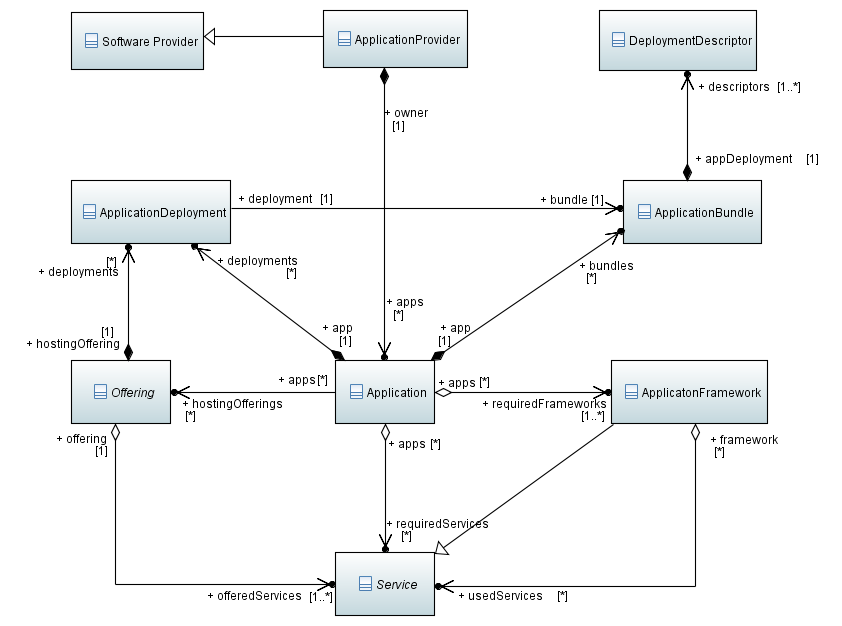 Software Provider
ApplicationProvider
DeploymentDescriptor
+ descriptors [1..*]
+ owner
[1]
+ appDeployment [1]
+ deployment [1]
+ bundle [1]
ApplicationDeployment
ApplicationBundle
[*]
+ deployments
+ deployments
[*]
+ bundles
[*]
+ apps
[*]
[1]
+ hostingOffering
+ app
[1]
+ app
[1]
Offering
+ apps [*]
+ hostingOfferings
[*]
Application
+ apps [*]
+ requiredFrameworks
[1..*]
ApplicatonFramework
+ offering
[1]
+ apps [*]
+ framework
[*]
+ requiredServices
[*]
Service
+ offeredServices [1..*]
+ usedServices [*]